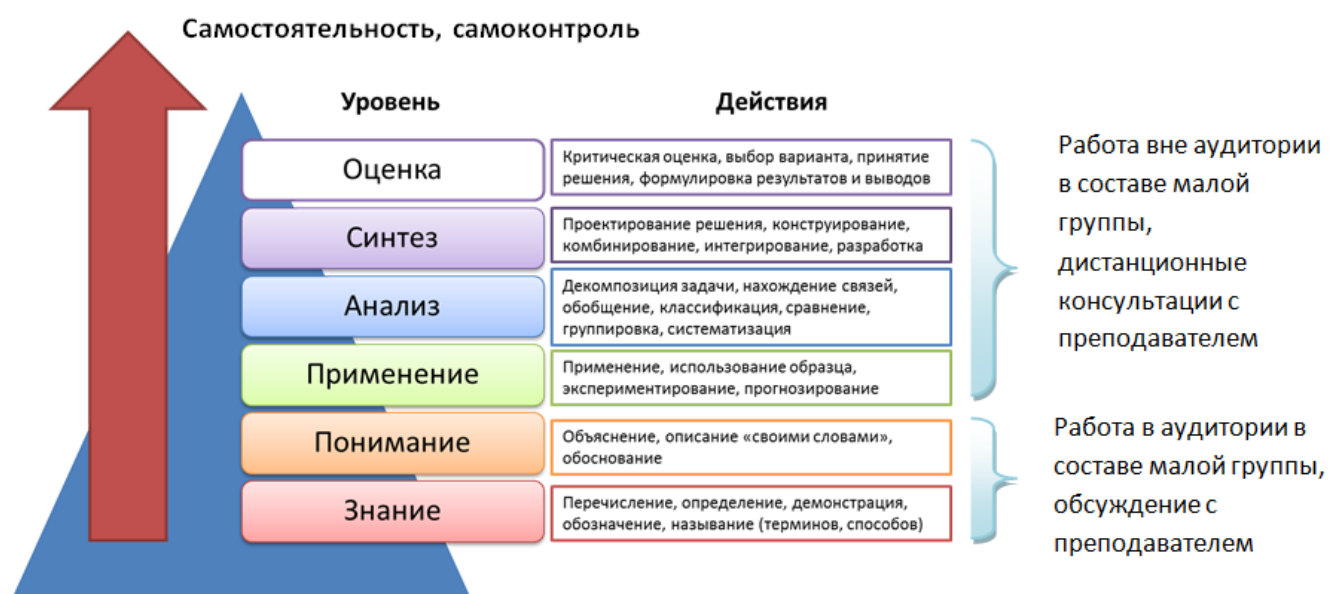 Самостоятельность, самоконтроль
Уровень
Действия
Оценка
Критическая оценка, выбор варианта, принятие
решения, формулировка результатов и выводов
Синтез
Проектирование решения, конструирование,
комбинирование, интегрирование, разработка
Анализ
Декомпозиция задачи, нахождение связей,
обобщение, классификация, сравнение,
группировка, систематизация
Применение
Применение, использование образца,
экспериментирование, прогнозирование
Понимание
Объяснение, описание «своими словами»,
обоснование
Знание
Перечисление, определение, демонстрация,
обозначение, называние (терминов, способов)
Работа вне аудитории
в составе малой
группы,
дистанционные
консультации с
преподавателем
Работа в аудитории в
составе малой группы,
обсуждение с
преподавателем